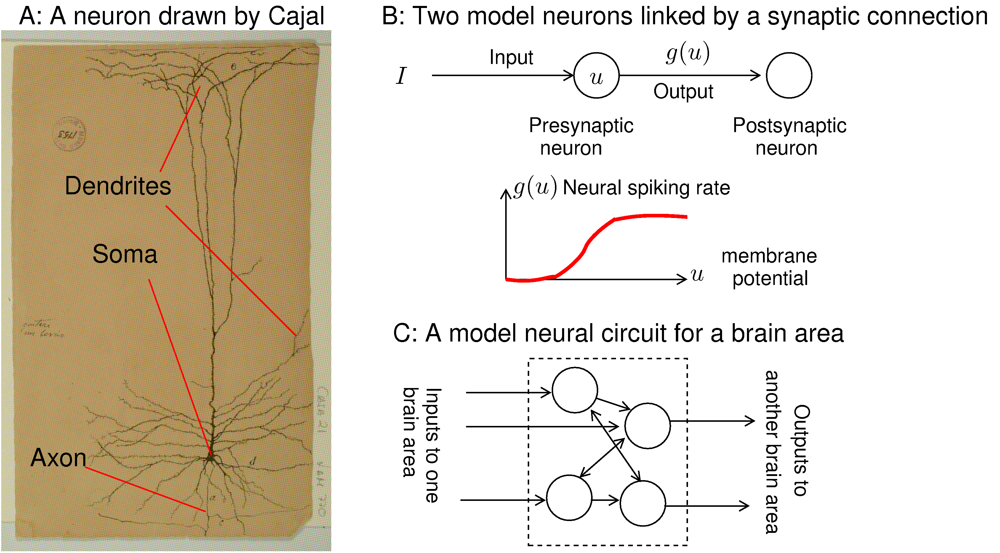 A: A neuron drawn by Cajal
e
1753
Dendrites
Soma
Axon
d
a
c
B: Two model neurons linked by a synaptic connection
I
Input
u
g(u)
Output
Presynaptic
neuron
Postsynaptic
neuron
g(u) Neural spiking rate
u
membrane
potential
C: A model neural circuit for a brain area
Inputs to one
brain area
Outputs to
another brain area